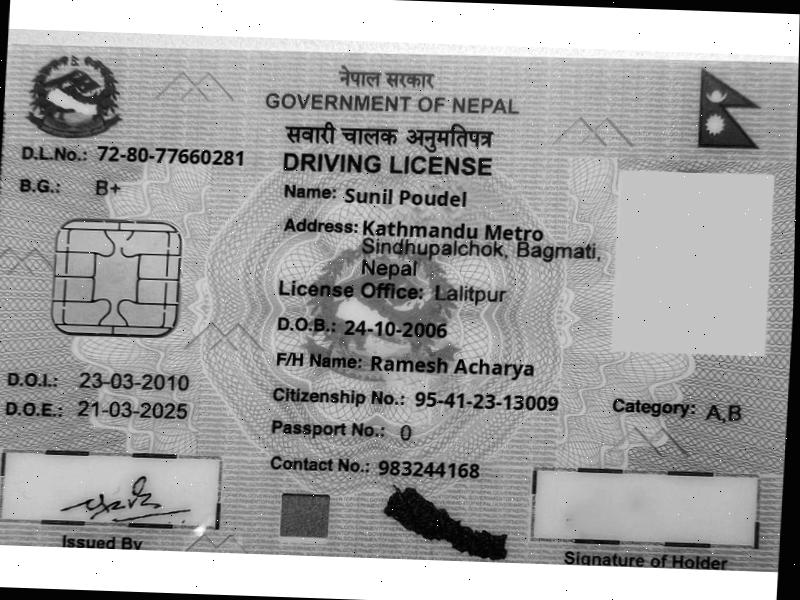 नेपाल सरकार
GOVERNMENT OF NEPAL
सवारी चालक अनुमतिपत्र
DRIVING LICENSE
D.L.No.: 72-80-77660281
B.G.: B+
Name: Sunil Poudel
Address: Kathmandu Metro
Sindhupalchok, Bagmati,
Nepal
License Office: Lalitpur
D.O.B.: 24-10-2006
F/H Name: Ramesh Acharya
D.O.I.: 23-03-2010
D.O.E.: 21-03-2025
Citizenship No.: 95-41-23-13009
Category: A,B
Passport No.: 0
Contact No.: 983244168
Issued By
Signature of Holder